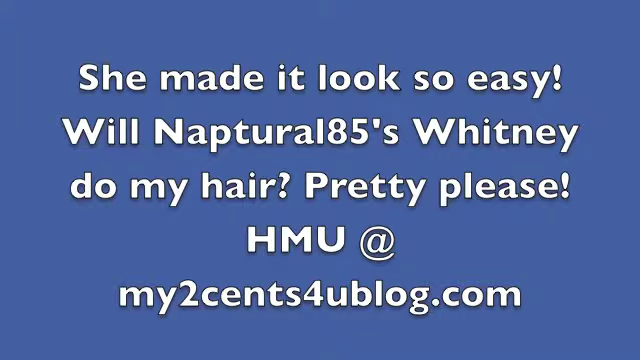 She made it look so easy!
Will Naptural85's Whitney
do my hair? Pretty please!
HMU @
my2cents4ublog.com